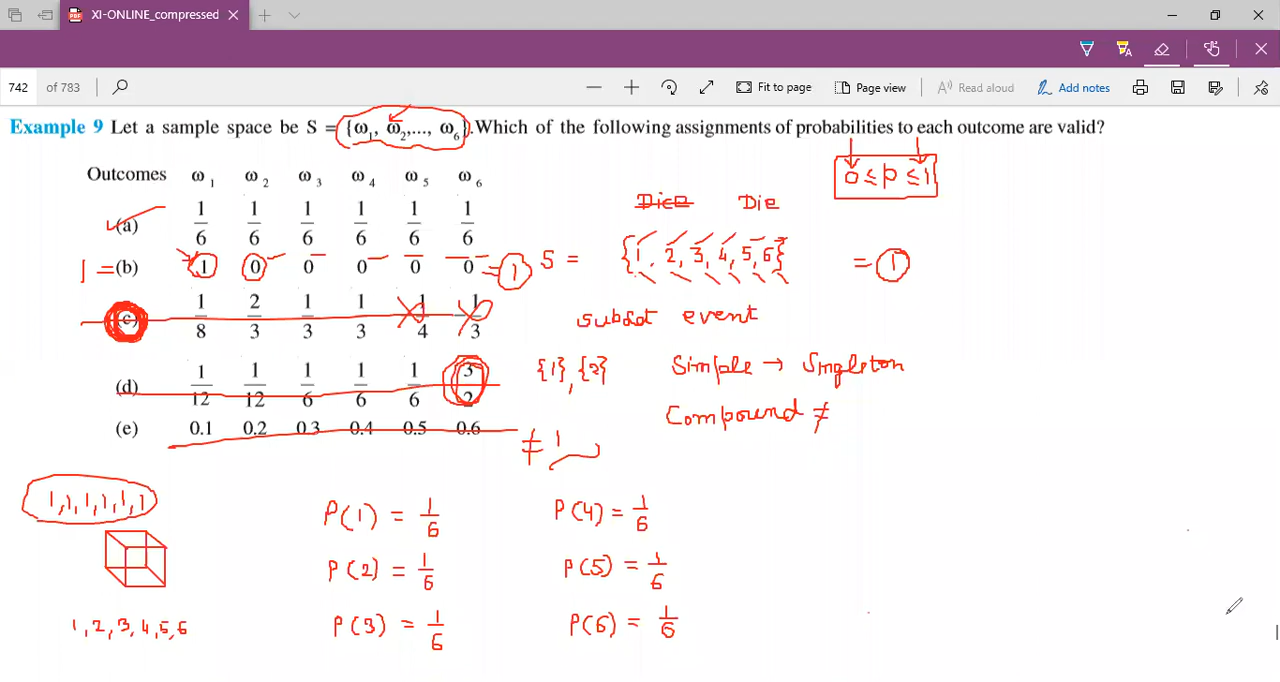 XI-ONLINE_compressed
742 of 783 Fit to page Page view Read aloud Add notes
Example 9 Let a sample space be S = {ω1, ω2,..., ω6}.Which of the following assignments of probabilities to each outcome are valid?
0 ≤ p ≤ 1
Outcomes ω1 ω2 ω3 ω4 ω5 ω6
Dice Die
(a) 1/6 1/6 1/6 1/6 1/6 1/6
1 = (b) 1 0 0 0 0 0 = 1 S = {1, 2, 3, 4, 5, 6} = 1
(c) 1/8 2/3 1/3 1/3 -1/4 -1/3
subset event
(d) 1/12 1/12 1/6 1/6 1/6 3/2
{1}, {2} Simple → Singleton
Compound ≠
(e) 0.1 0.2 0.3 0.4 0.5 0.6 ≠ 1
1, 1, 1, 1, 1, 1 P(1) = 1/6 P(4) = 1/6
P(2) = 1/6 P(5) = 1/6
1, 2, 3, 4, 5, 6 P(3) = 1/6 P(6) = 1/6